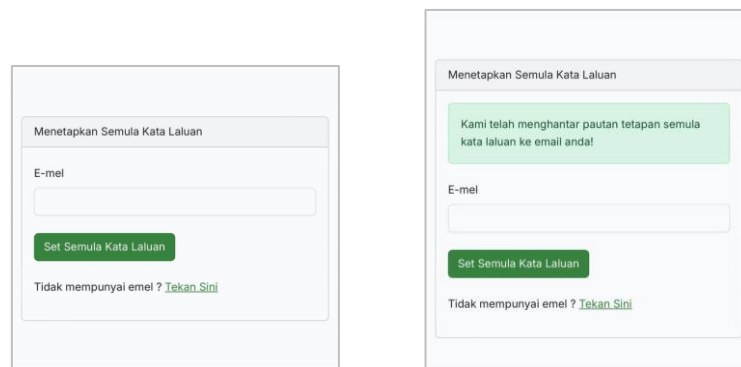 Menetapkan Semula Kata Laluan
E-mel
Set Semula Kata Laluan
Tidak mempunyai emel ? Tekan Sini
Menetapkan Semula Kata Laluan
Kami telah menghantar pautan tetapan semula
kata laluan ke email anda!
E-mel
Set Semula Kata Laluan
Tidak mempunyai emel ? Tekan Sini